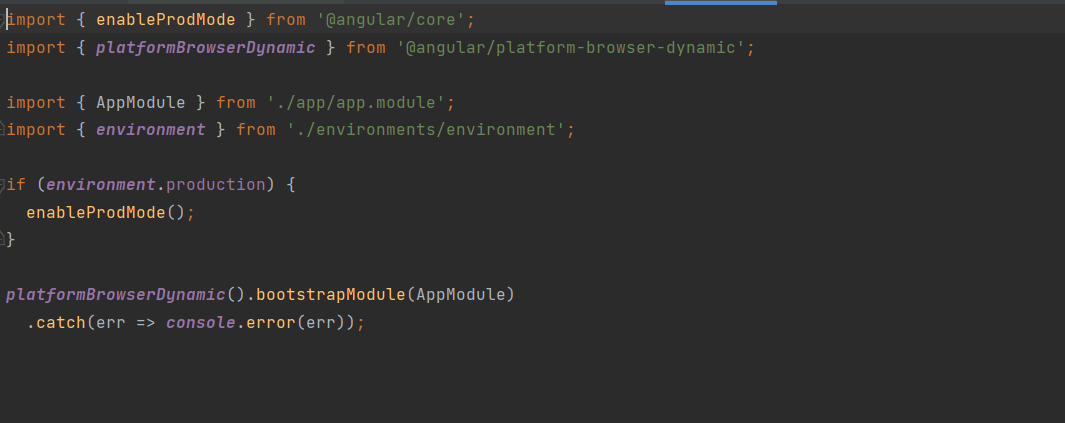 import { enableProdMode } from '@angular/core';
import { platformBrowserDynamic } from '@angular/platform-browser-dynamic';
import { AppModule } from './app/app.module';
import { environment } from './environments/environment';
if (environment.production) {
  enableProdMode();
}
platformBrowserDynamic().bootstrapModule(AppModule)
  .catch(err => console.error(err));